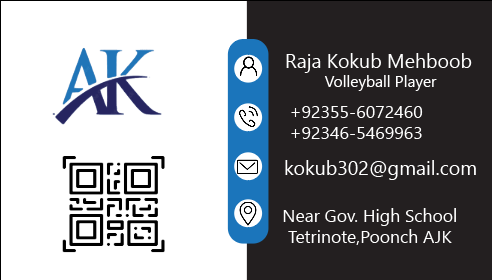 AK
Raja Kokub Mehboob
Volleyball Player
+92355-6072460
+92346-5469963
kokub302@gmail.com
Near Gov. High School
Tetrinote,Poonch AJK